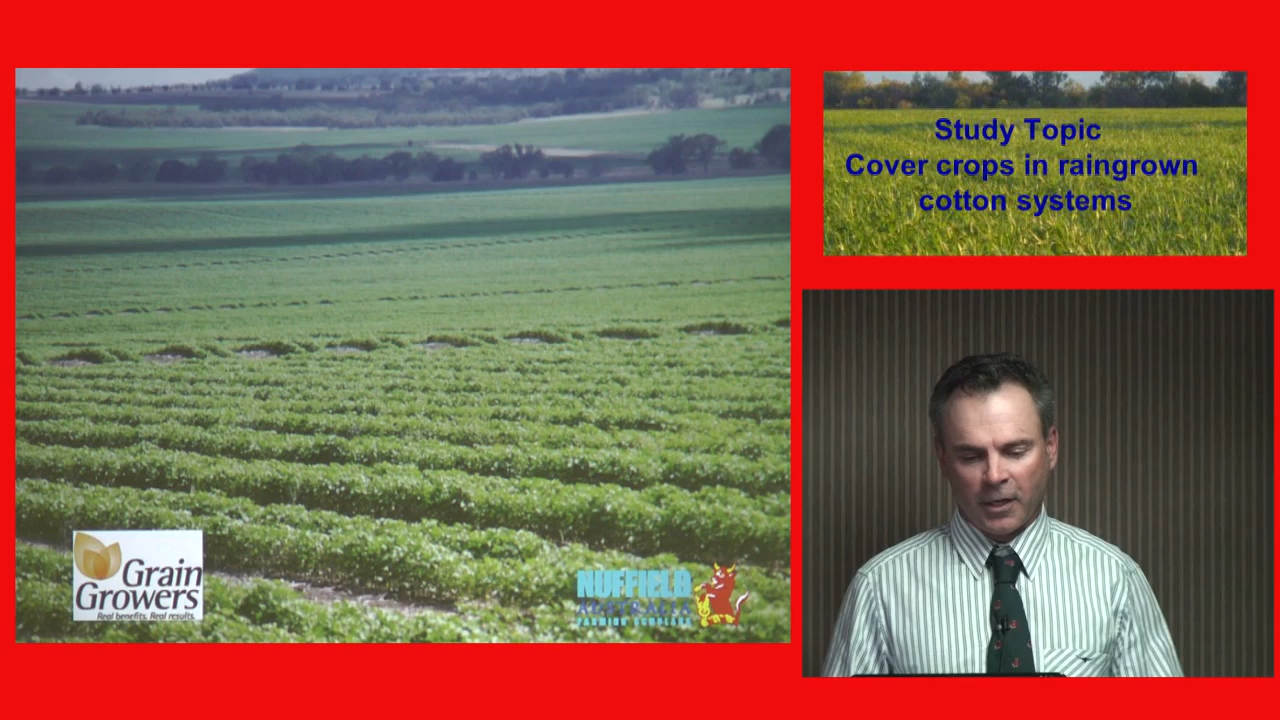 Study Topic
Cover crops in raingrown
cotton systems
Grain
Growers
Real benefits. Real results.
NUFFIELD
AUSTRALIA
FARMING SCHOLARS